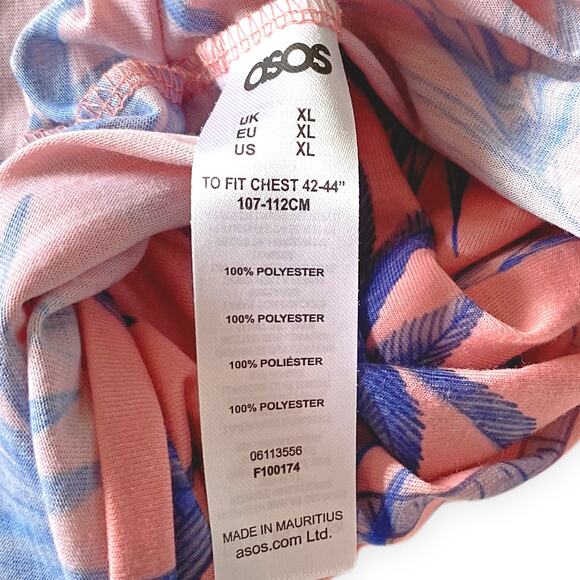 asos
UK XL
EU XL
US XL
TO FIT CHEST 42-44"
107-112CM
100% POLYESTER
100% POLYESTER
100% POLIÉSTER
100% POLYESTER
06113556
F100174
MADE IN MAURITIUS
asos.com Ltd.